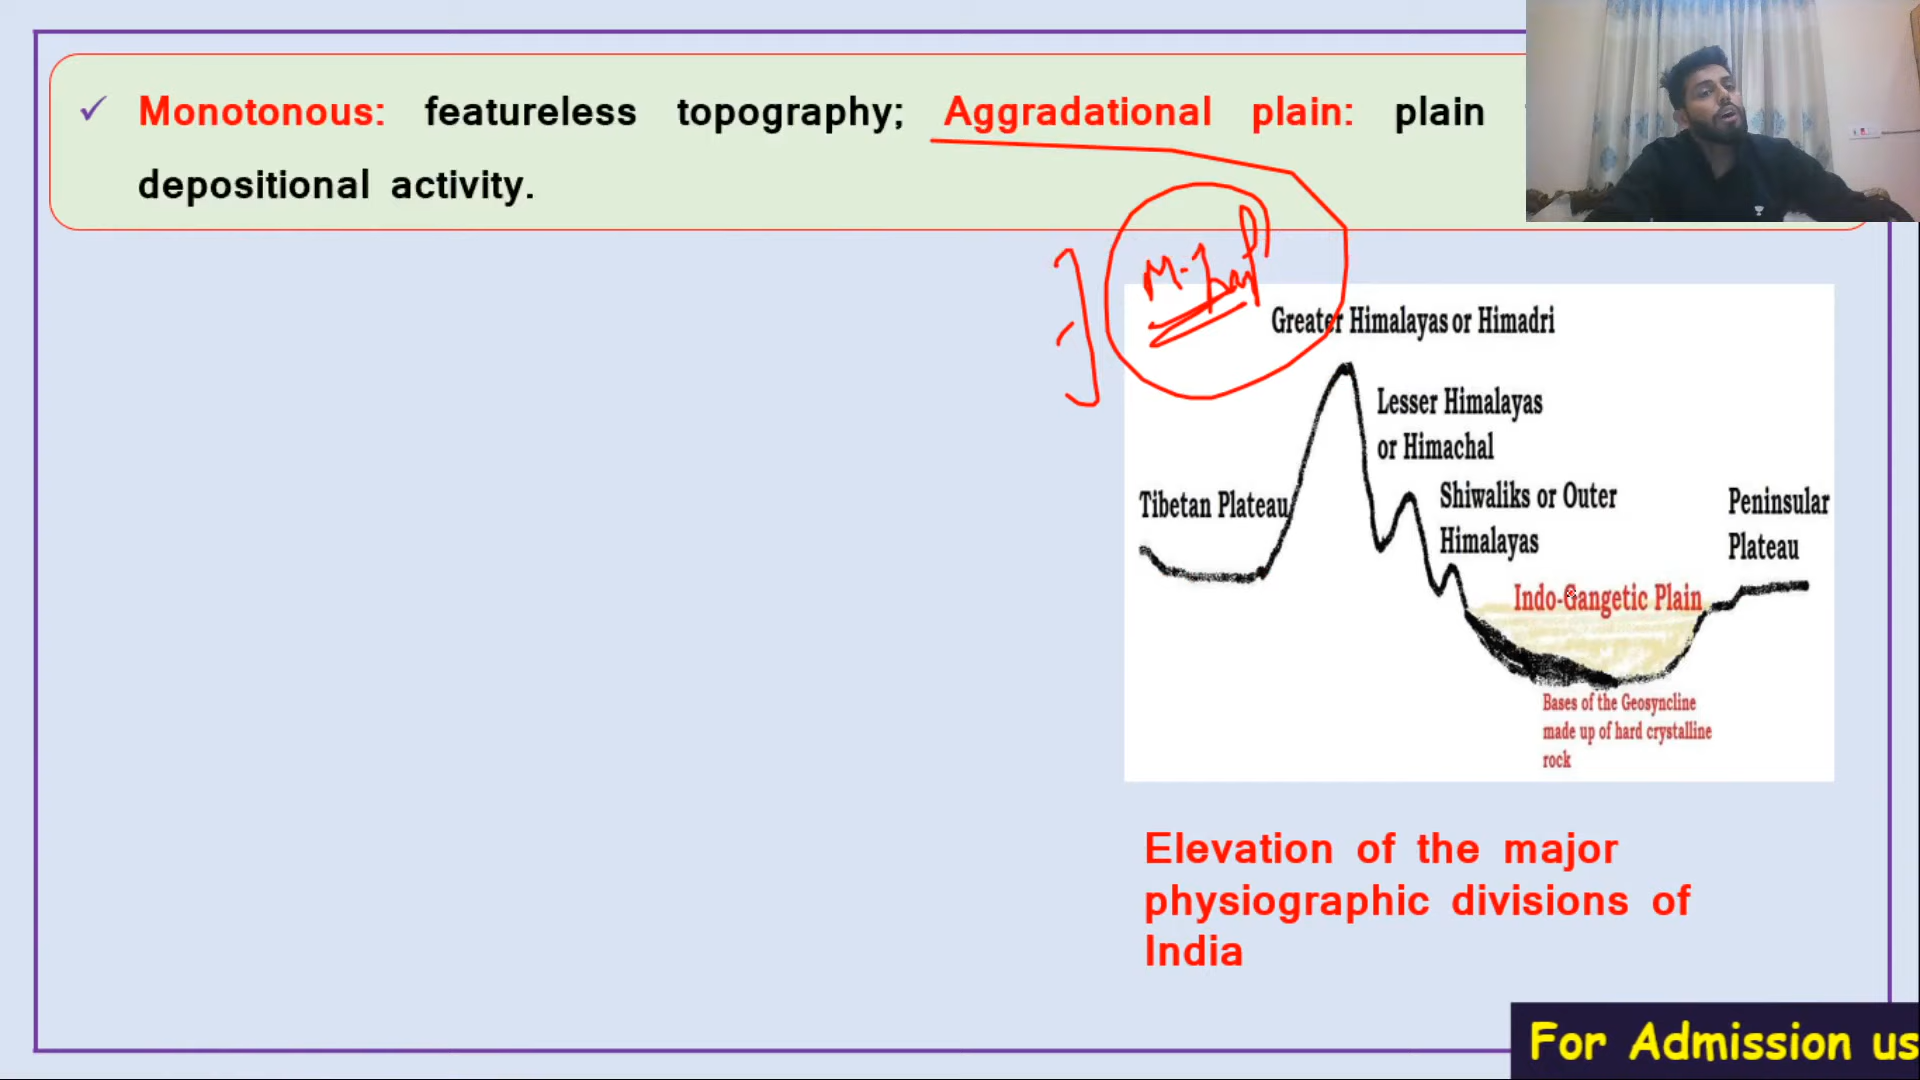 ✓ Monotonous: featureless topography; Aggradational plain: plain
depositional activity.
Greater Himalayas or Himadri
Lesser Himalayas
or Himachal
Tibetan Plateau
Shiwaliks or Outer
Himalayas
Peninsular
Plateau
Indo-Gangetic Plain
Bases of the Geosyncline
made up of hard crystalline
rock
Elevation of the major
physiographic divisions of
India
For Admission us